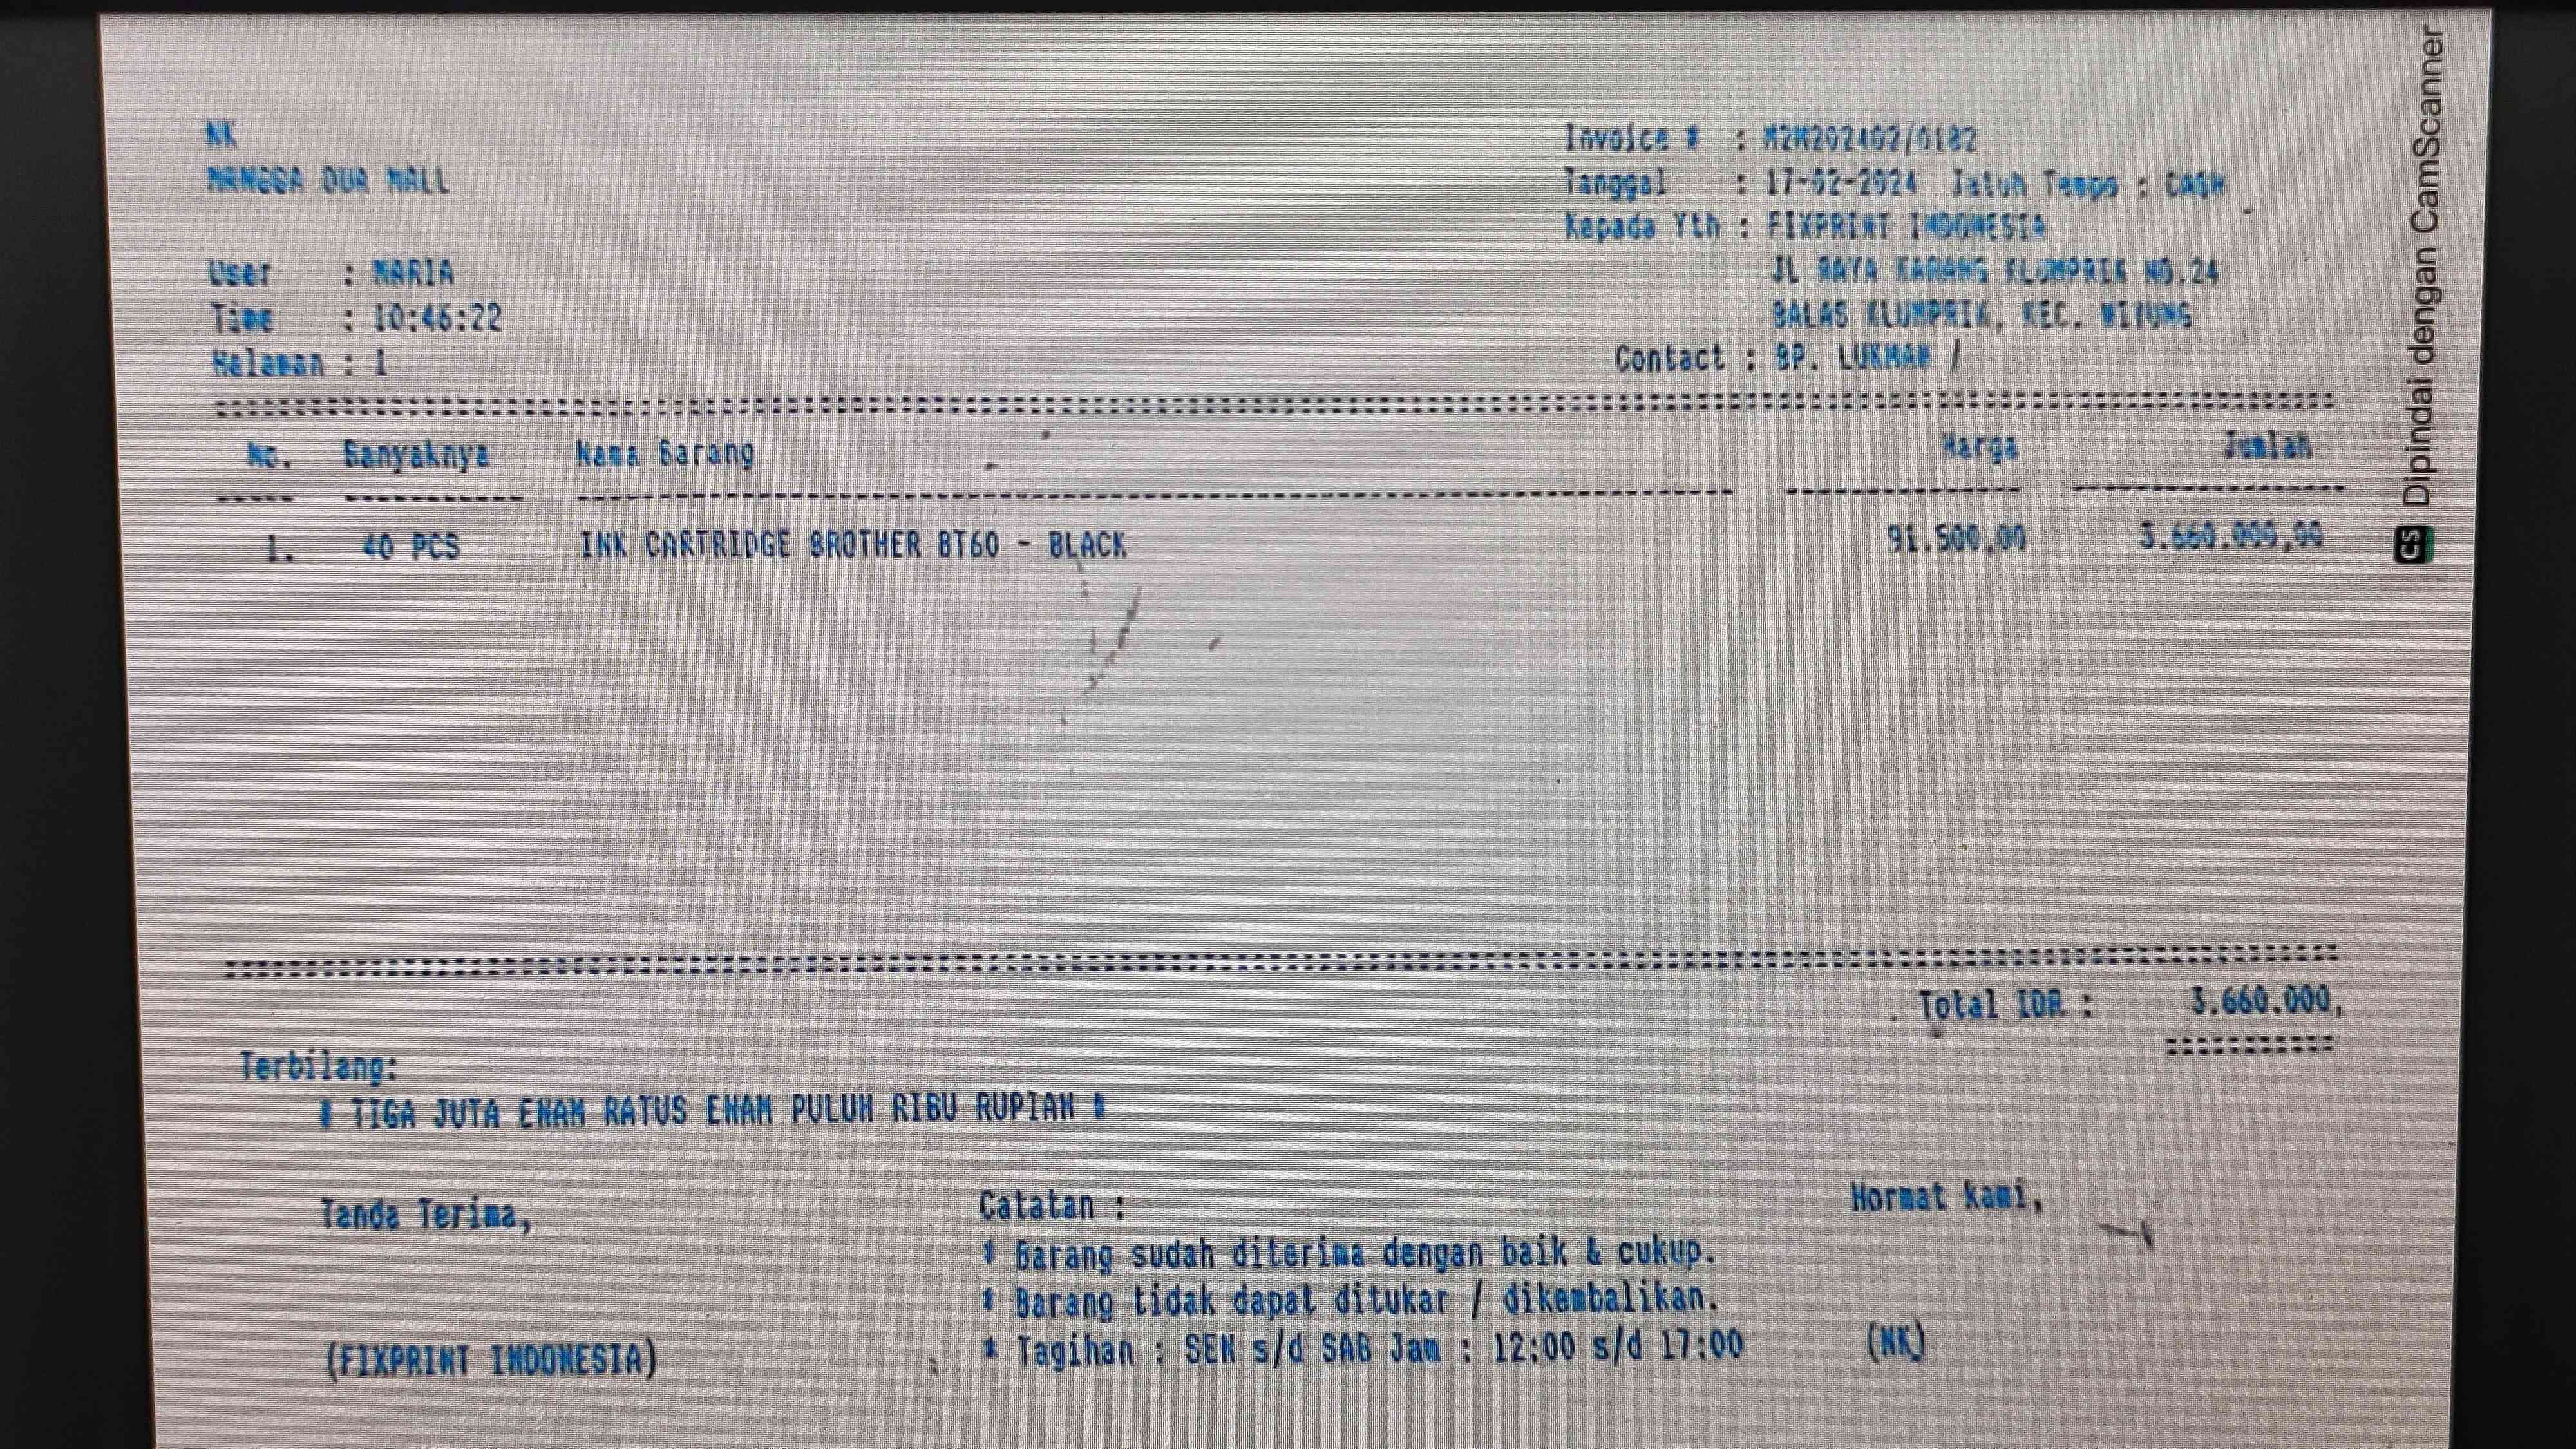 NK
MANGGA DUA MALL
User : MARIA
Time : 10:46:22
Halaman : 1
Invoice # : M2M202402/0182
Tanggal : 17-02-2024 Jatuh Tempo : CASH
Kepada Yth : FIXPRINT INDONESIA
JL RAYA KARANG KLUMPRIK NO.24
BALAS KLUMPRIK, KEC. WIYUNG
Contact : BP. LUKMAN /
No. Banyaknya Nama Barang Harga Jumlah
1. 40 PCS INK CARTRIDGE BROTHER BT60 - BLACK 91.500,00 3.660.000,00
Total IDR : 3.660.000,
Terbilang:
# TIGA JUTA ENAM RATUS ENAM PULUH RIBU RUPIAH #
Tanda Terima,
(FIXPRINT INDONESIA)
Catatan :
* Barang sudah diterima dengan baik & cukup.
* Barang tidak dapat ditukar / dikembalikan.
* Tagihan : SEN s/d SAB Jam : 12:00 s/d 17:00
Hormat kami,
(NK)
CS Dipindai dengan CamScanner